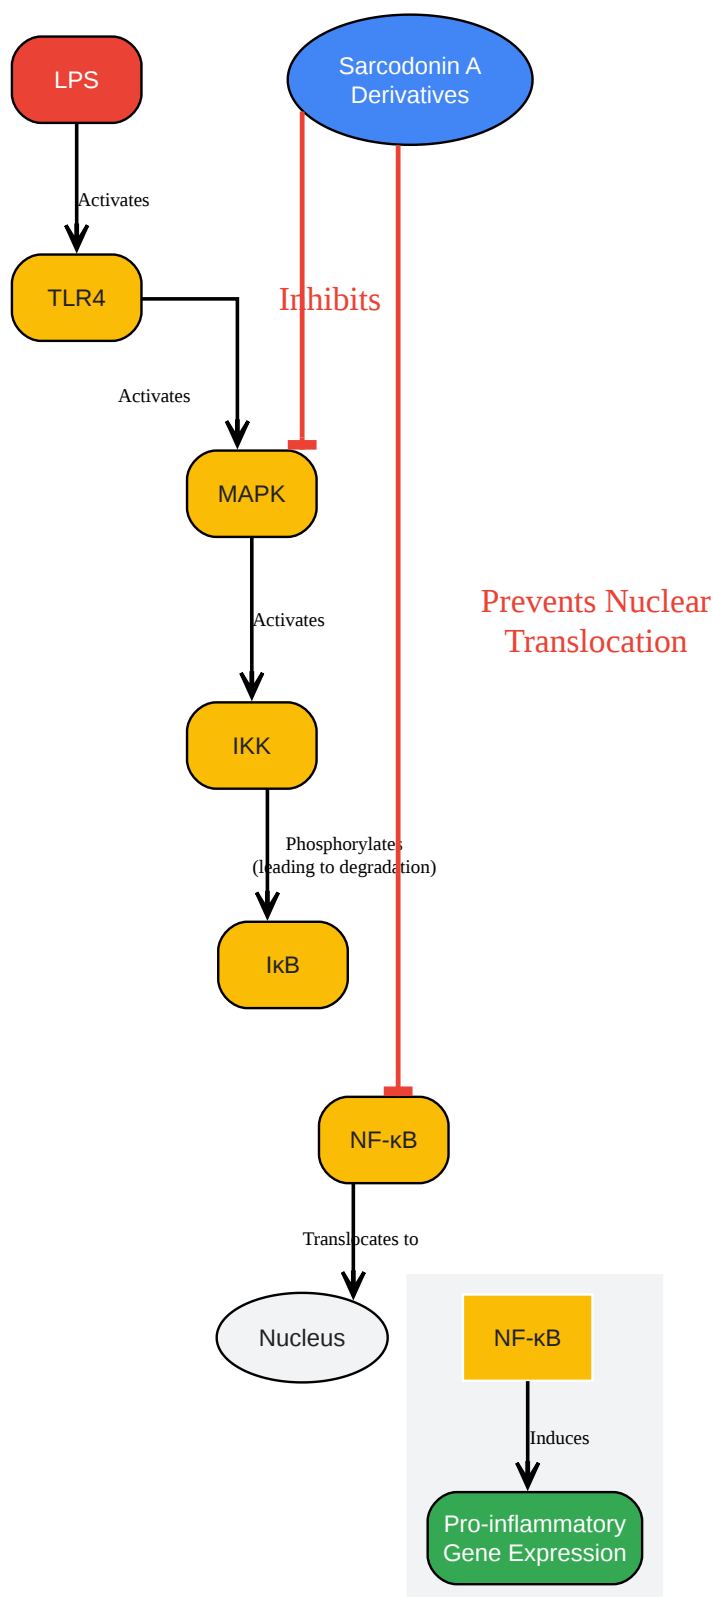 LPS
Sarcodonin A
Derivatives
Activates
TLR4
Inhibits
Activates
MAPK
Prevents Nuclear
Translocation
Activates
IKK
Phosphorylates
(leading to degradation)
IκB
NF-κB
Translocates to
Nucleus
NF-κB
Induces
Pro-inflammatory
Gene Expression